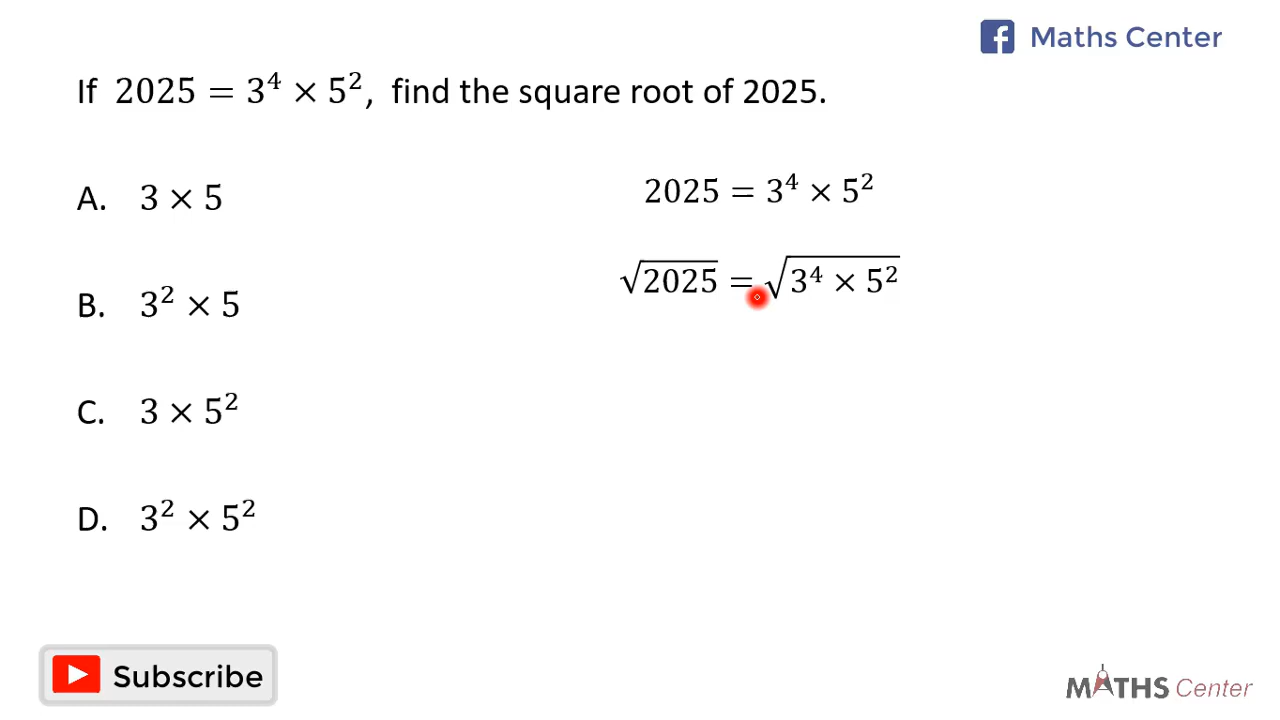 Maths Center
If 2025 = 3⁴ × 5², find the square root of 2025.
A. 3 × 5
B. 3² × 5
C. 3 × 5²
D. 3² × 5²
2025 = 3⁴ × 5²
√2025 = √(3⁴ × 5²)
Subscribe
MATHS Center